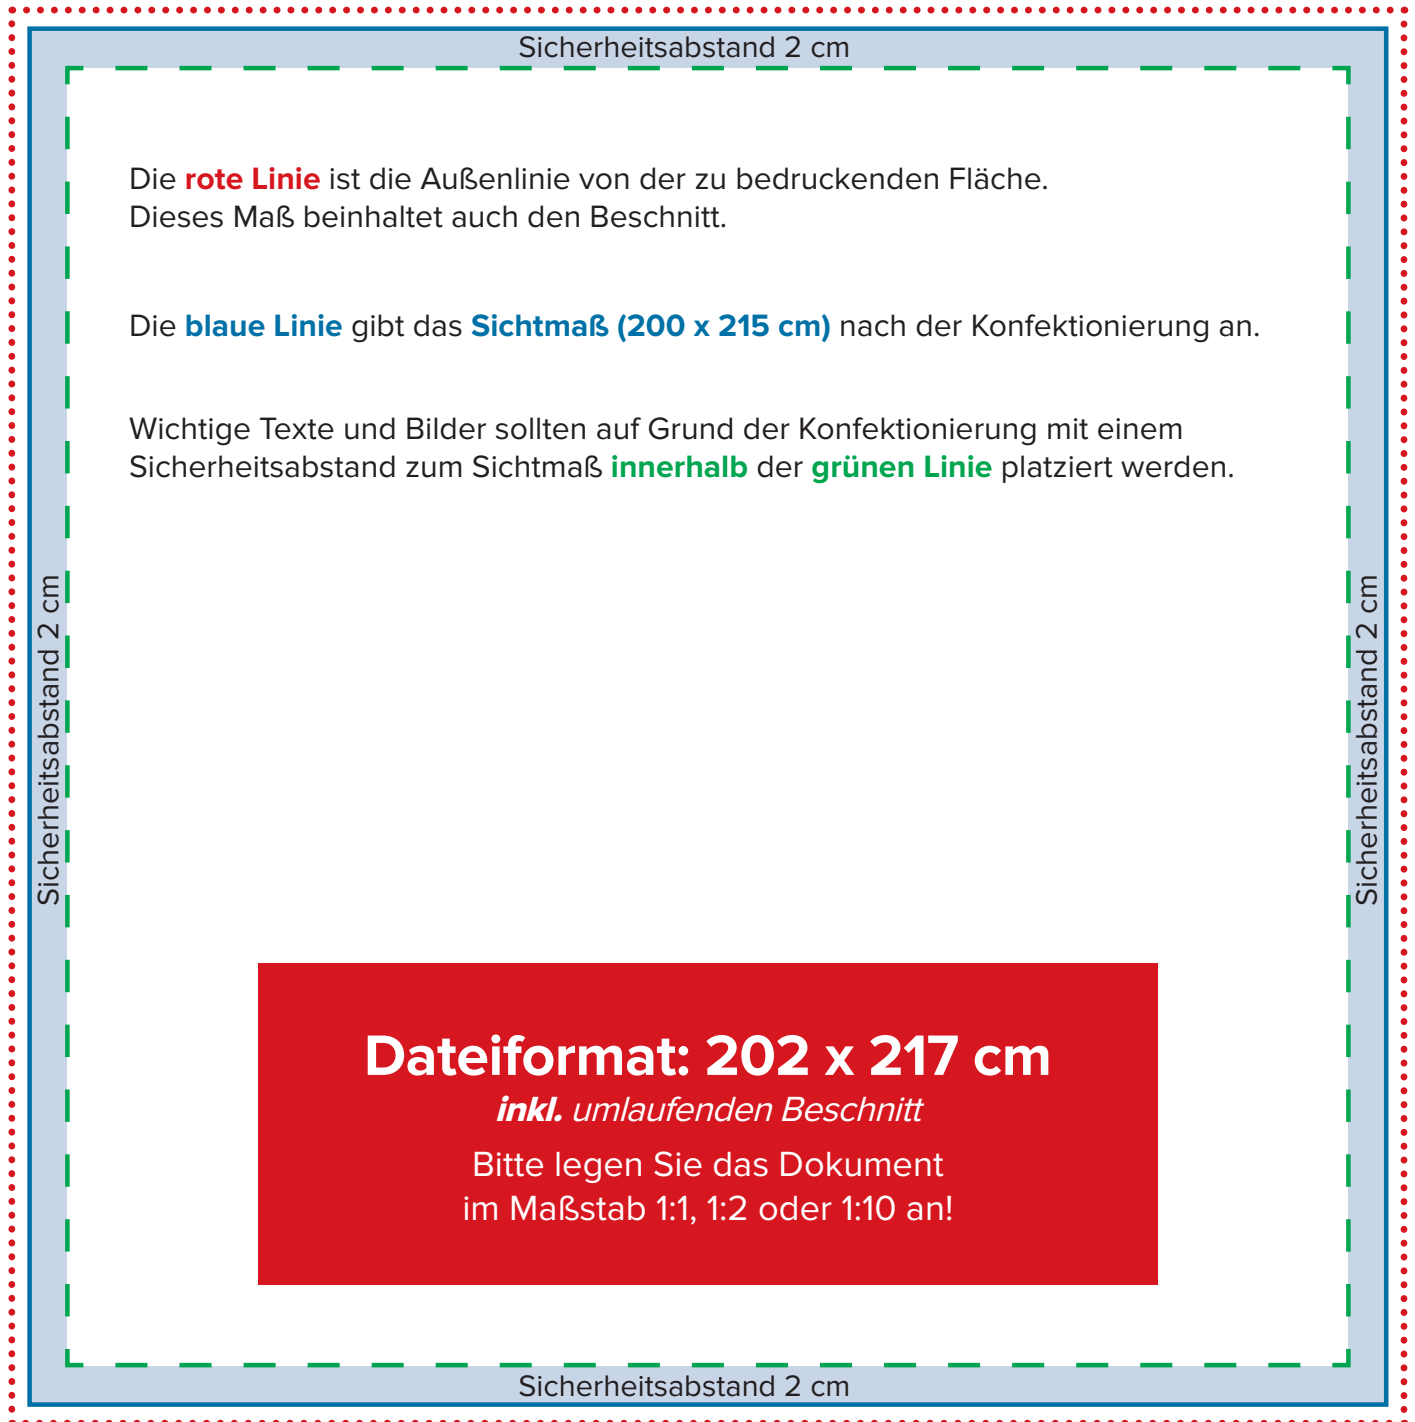 Sicherheitsabstand 2 cm
Die rote Linie ist die Außenlinie von der zu bedruckenden Fläche.
Dieses Maß beinhaltet auch den Beschnitt.
Die blaue Linie gibt das Sichtmaß (200 x 215 cm) nach der Konfektionierung an.
Wichtige Texte und Bilder sollten auf Grund der Konfektionierung mit einem
Sicherheitsabstand zum Sichtmaß innerhalb der grünen Linie platziert werden.
Sicherheitsabstand 2 cm
Sicherheitsabstand 2 cm
Dateiformat: 202 x 217 cm
inkl. umlaufenden Beschnitt
Bitte legen Sie das Dokument
im Maßstab 1:1, 1:2 oder 1:10 an!
Sicherheitsabstand 2 cm